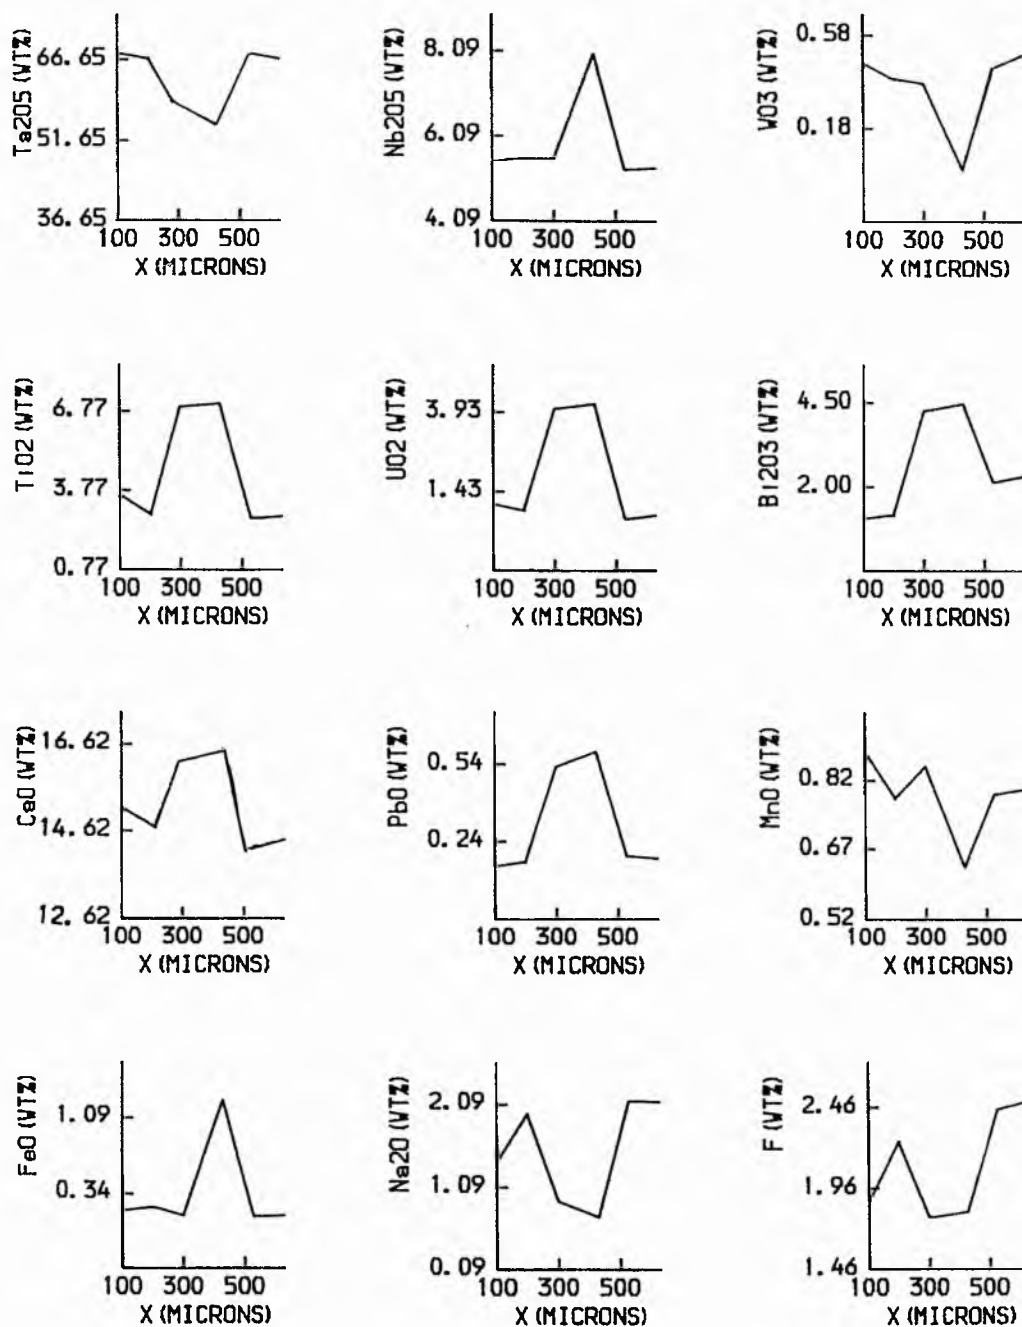 Ta2O5 (WT%)
66.65
51.65
36.65
100 300 500
X (MICRONS)
Nb2O5 (WT%)
8.09
6.09
4.09
100 300 500
X (MICRONS)
WO3 (WT%)
0.58
0.18
100 300 500
X (MICRONS)
TiO2 (WT%)
6.77
3.77
0.77
100 300 500
X (MICRONS)
UO2 (WT%)
3.93
1.43
100 300 500
X (MICRONS)
Bi2O3 (WT%)
4.50
2.00
100 300 500
X (MICRONS)
CaO (WT%)
16.62
14.62
12.62
100 300 500
X (MICRONS)
PbO (WT%)
0.54
0.24
100 300 500
X (MICRONS)
MnO (WT%)
0.82
0.67
0.52
100 300 500
X (MICRONS)
FeO (WT%)
1.09
0.34
100 300 500
X (MICRONS)
Na2O (WT%)
2.09
1.09
0.09
100 300 500
X (MICRONS)
F (WT%)
2.46
1.96
1.46
100 300 500
X (MICRONS)